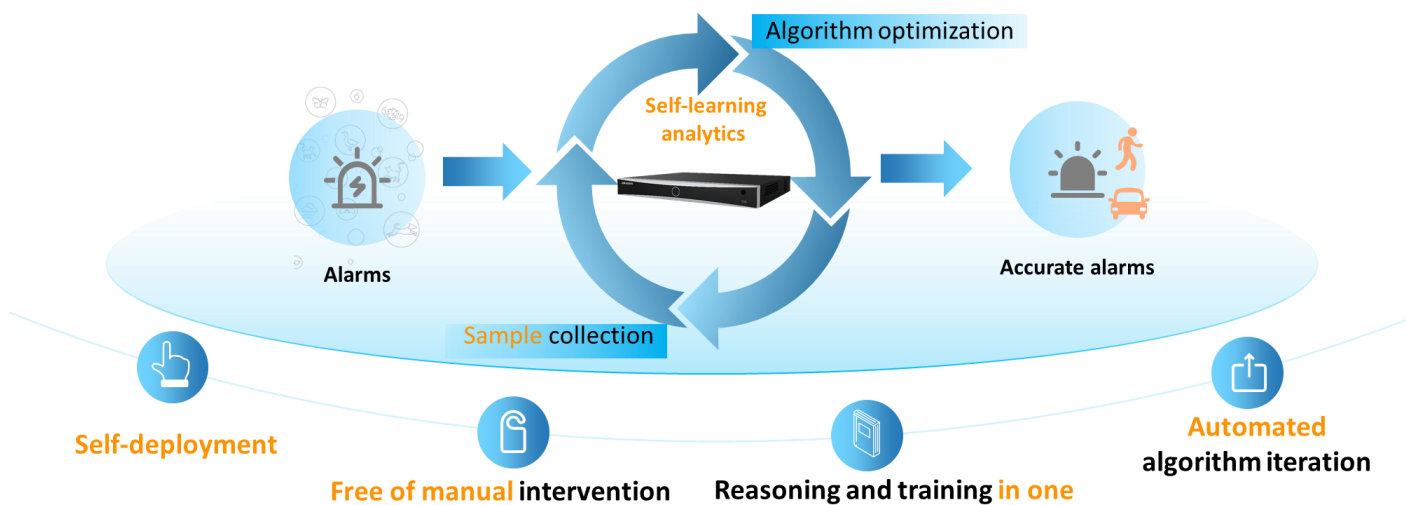 Algorithm optimization
Self-learning
analytics
Alarms
Accurate alarms
Sample collection
Self-deployment
Free of manual intervention
Reasoning and training in one
Automated
algorithm iteration